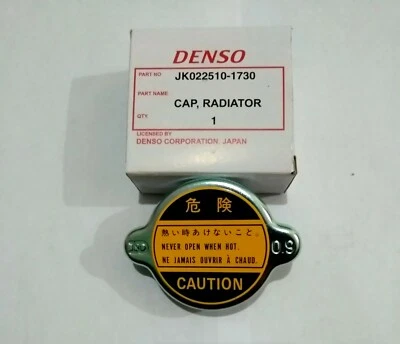 DENSO
PART NO JK022510-1730
PART NAME: CAP, RADIATOR
QTY. 1
LICENSED BY
DENSO CORPORATION, JAPAN
危険
熱い時あけないこと。
NEVER OPEN WHEN HOT.
NE JAMAIS OUVRIR À CHAUD.
CAUTION
0.9